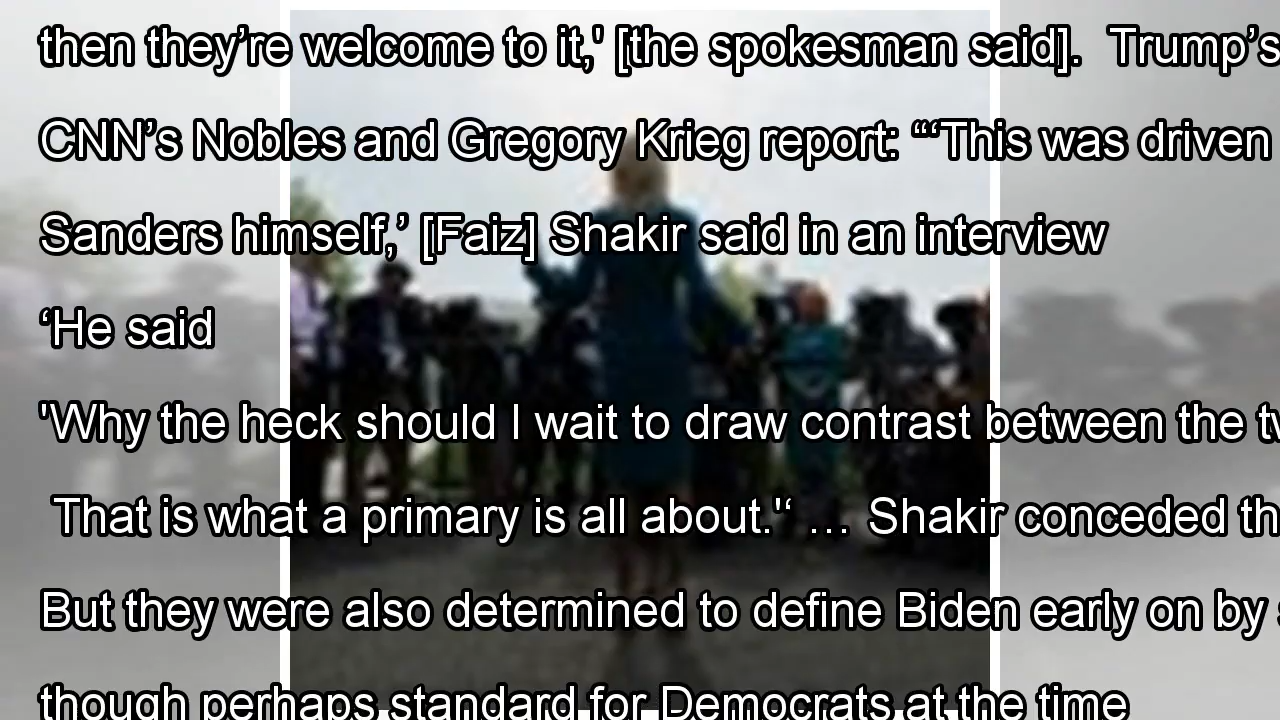 then they’re welcome to it,' [the spokesman said].  Trump’s
CNN’s Nobles and Gregory Krieg report: “‘This was driven
Sanders himself,’ [Faiz] Shakir said in an interview
‘He said
'Why the heck should I wait to draw contrast between the
 That is what a primary is all about.'“ … Shakir conceded
But they were also determined to define Biden early on by
though perhaps standard for Democrats at the time